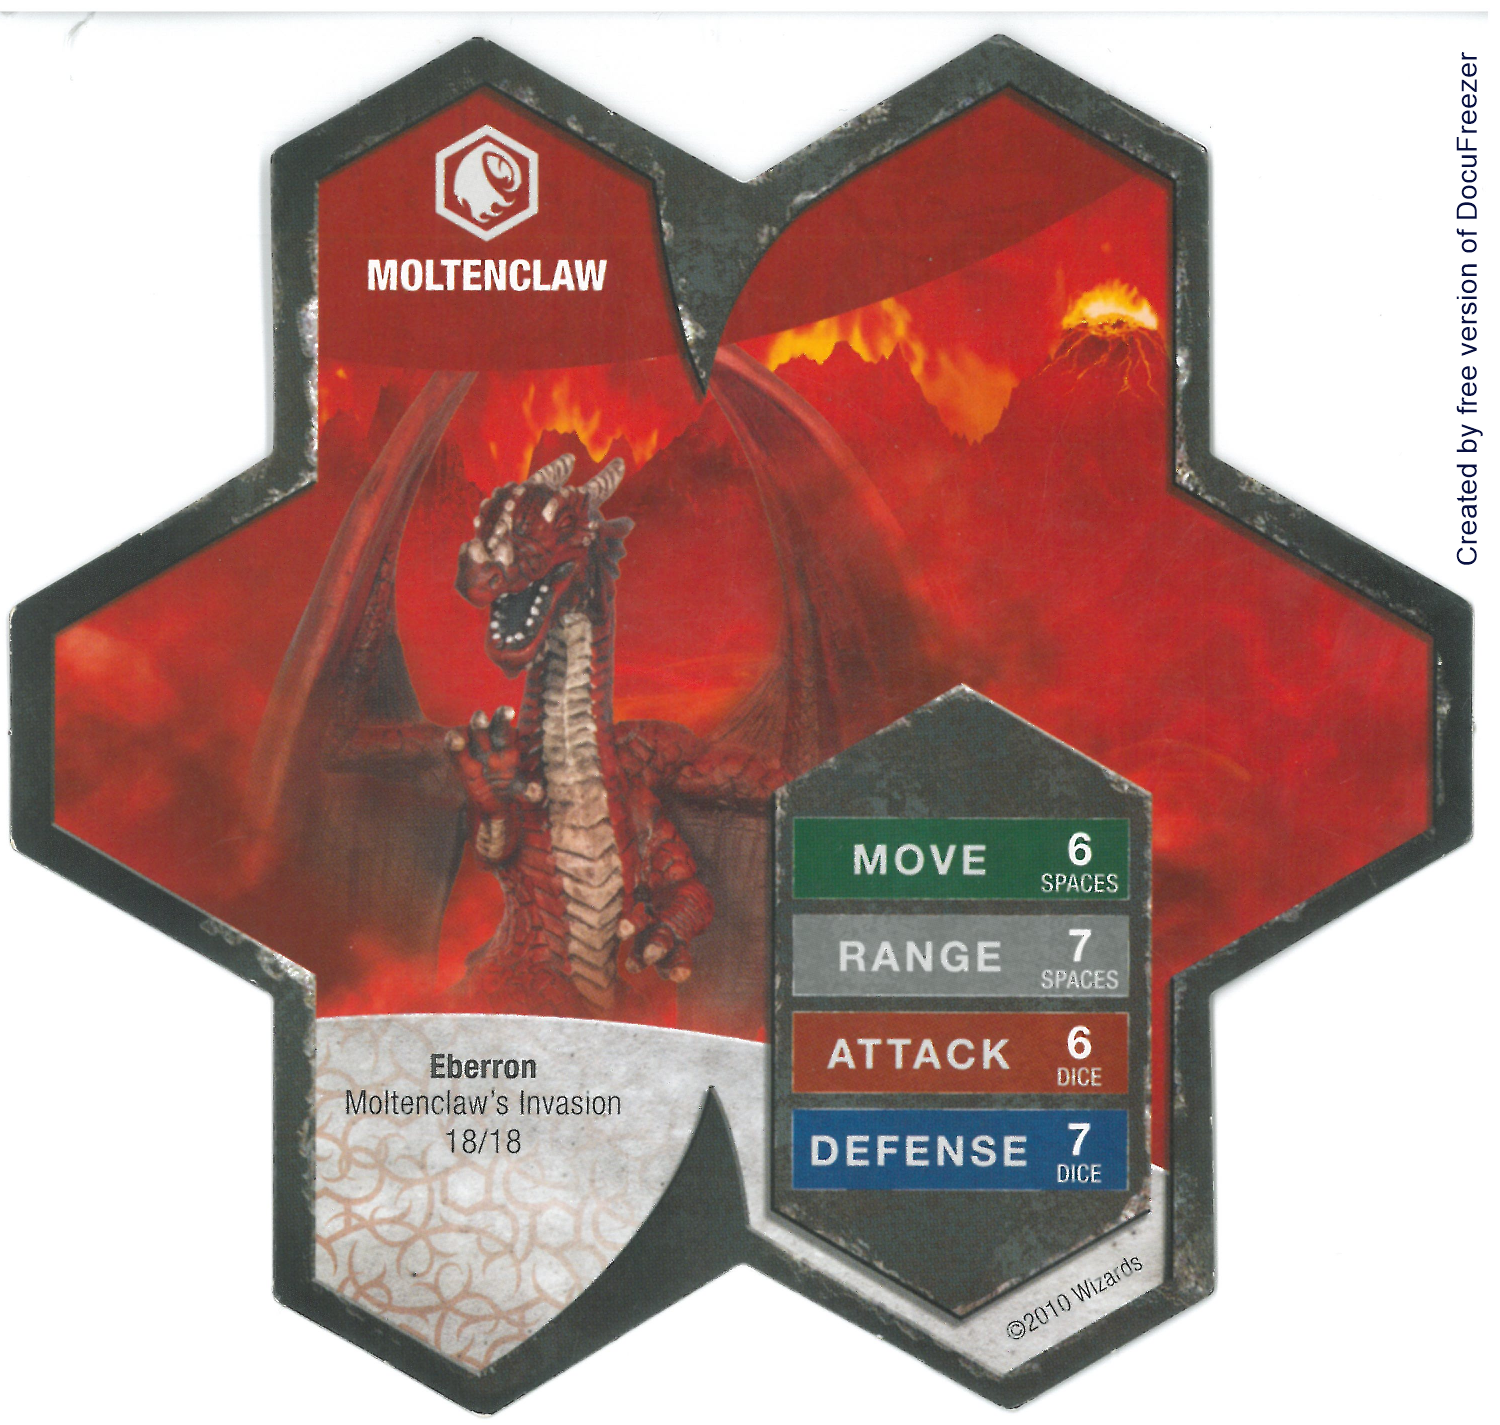 MOLTENCLAW
MOVE 6
SPACES
RANGE 7
SPACES
ATTACK 6
DICE
DEFENSE 7
DICE
Eberron
Moltenclaw's Invasion
18/18
©2010 Wizards
Created by free version of DocuFreezer